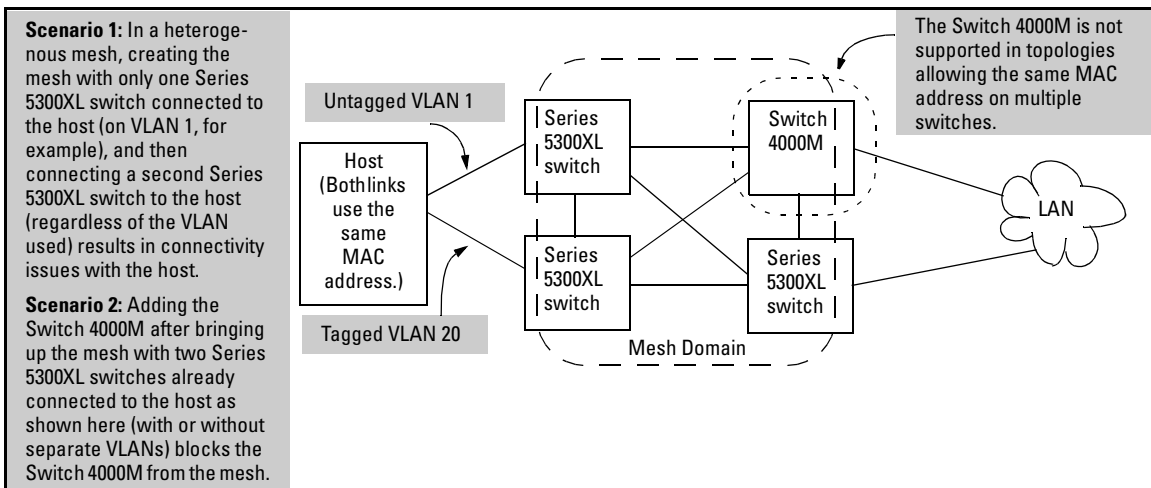 Scenario 1: In a heteroge-
nous mesh, creating the
mesh with only one Series
5300XL switch connected to
the host (on VLAN 1, for
example), and then
connecting a second Series
5300XL switch to the host
(regardless of the VLAN
used) results in connectivity
issues with the host.
Scenario 2: Adding the
Switch 4000M after bringing
up the mesh with two Series
5300XL switches already
connected to the host as
shown here (with or without
separate VLANs) blocks the
Switch 4000M from the mesh.
Untagged VLAN 1
Host
(Bothlinks
use the
same
MAC
address.)
Tagged VLAN 20
Series
5300XL
switch
Series
5300XL
switch
Switch
4000M
Series
5300XL
switch
Mesh Domain
The Switch 4000M is not
supported in topologies
allowing the same MAC
address on multiple
switches.
LAN